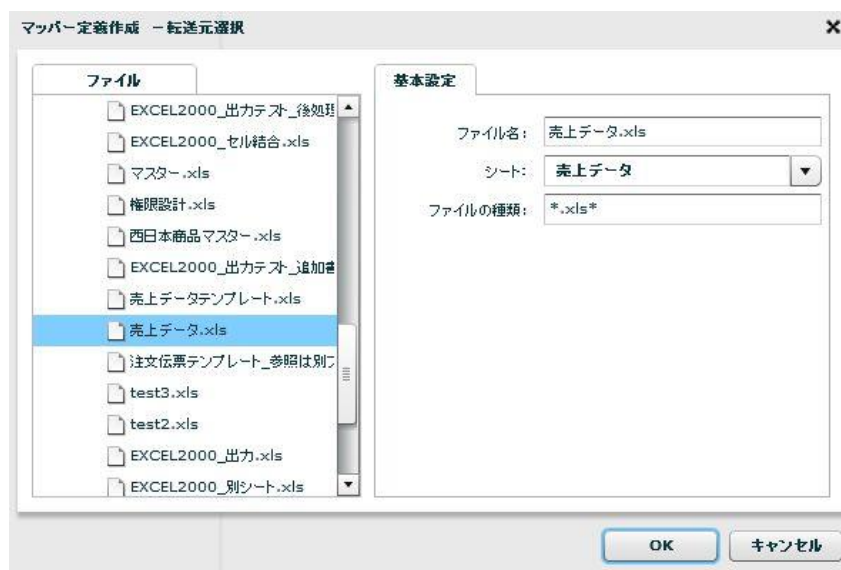 マッパー定義作成 －転送元選択
ファイル
EXCEL2000_出力テスト_後処理
EXCEL2000_セル結合.xls
マスター.xls
権限設計.xls
西日本商品マスター.xls
EXCEL2000_出力テスト_追加書
売上データテンプレート.xls
売上データ.xls
注文伝票テンプレート_参照は別フ
test3.xls
test2.xls
EXCEL2000_出力.xls
EXCEL2000_別シート.xls
基本設定
ファイル名: 売上データ.xls
シート: 売上データ
ファイルの種類: *.xls*
OK キャンセル